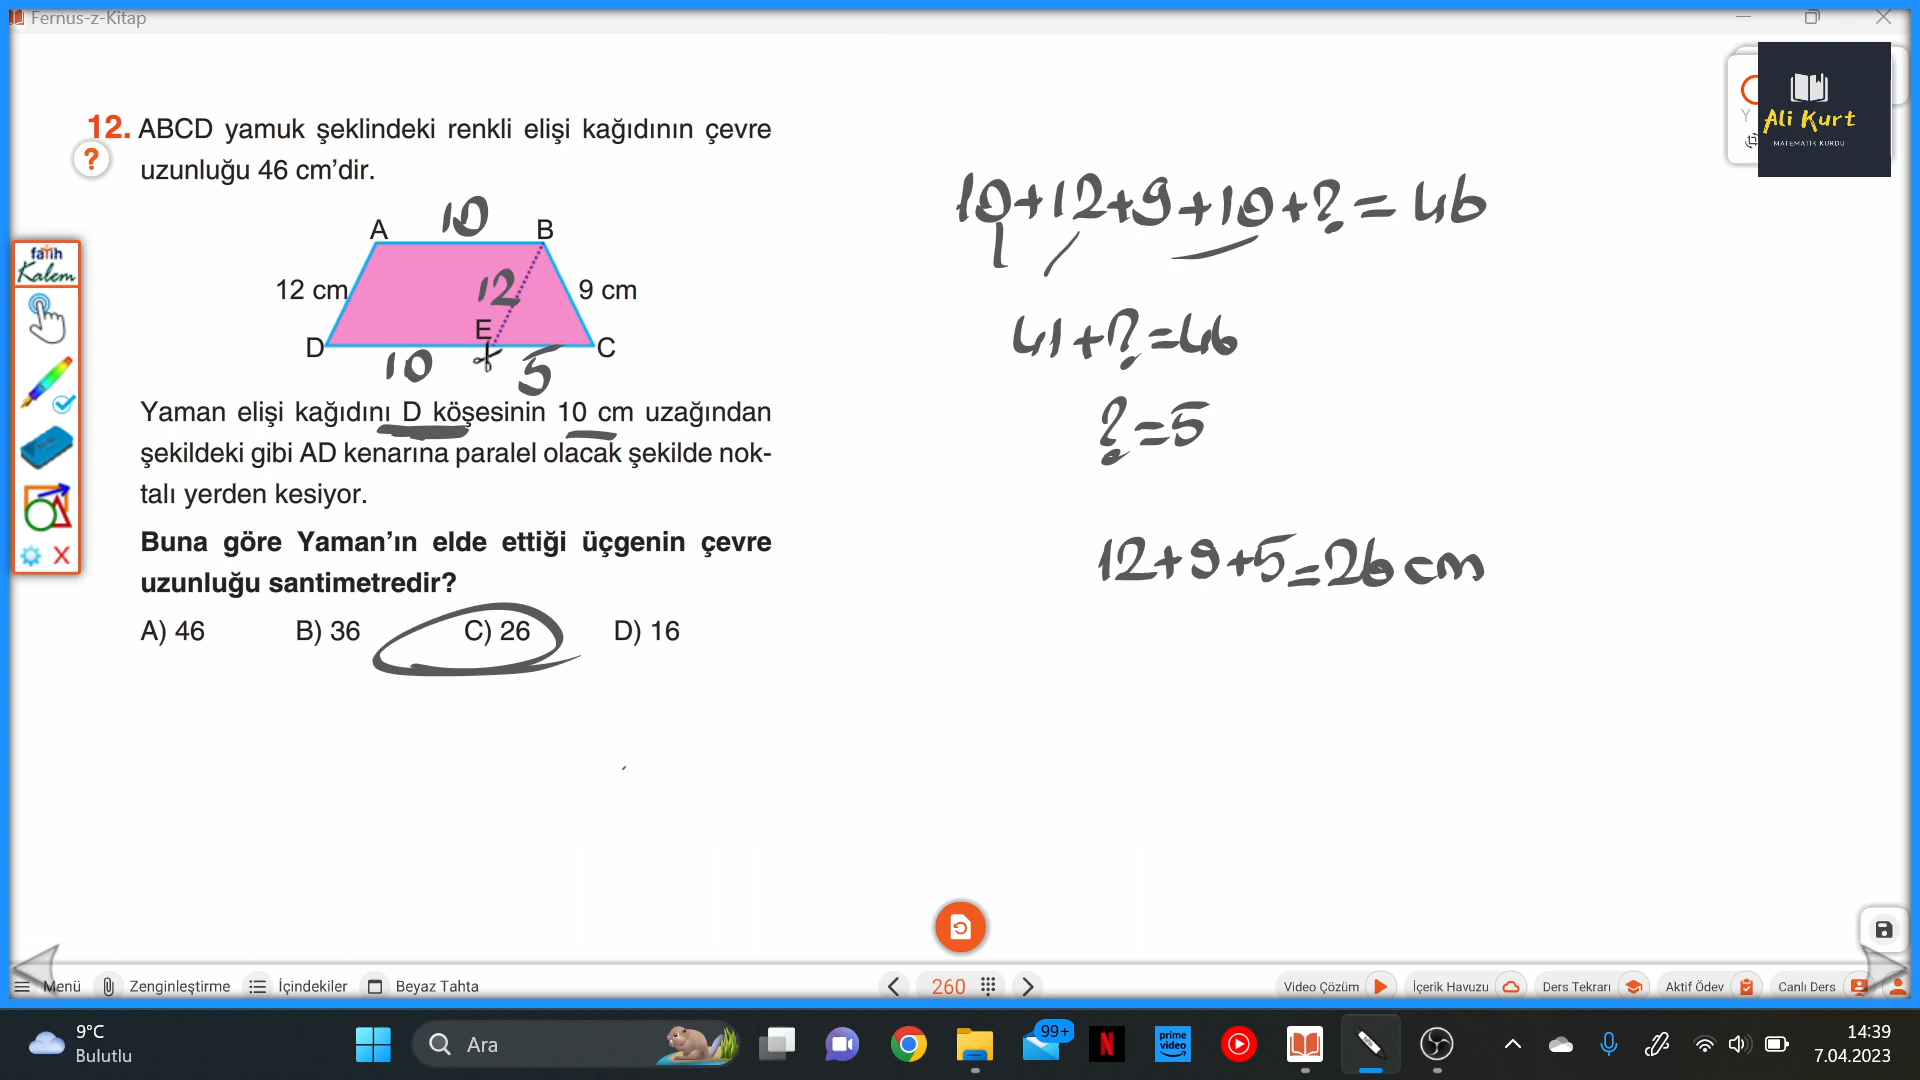 Fernus-z-Kitap
Ali Kurt
MATEMATİK KURDU
12. ABCD yamuk şeklindeki renkli elişi kağıdının çevre
uzunluğu 46 cm'dir.
?
10
A B
12 cm 12 9 cm
E
D C
10 5
Yaman elişi kağıdını D köşesinin 10 cm uzağından
şekildeki gibi AD kenarına paralel olacak şekilde nok-
talı yerden kesiyor.
Buna göre Yaman'ın elde ettiği üçgenin çevre
uzunluğu santimetredir?
A) 46 B) 36 C) 26 D) 16
10+12+9+10+?=46
41+?=46
?=5
12+9+5=26 cm
fatih
Kalem
Menü Zenginleştirme İçindekiler Beyaz Tahta 260 Video Çözüm İçerik Havuzu Ders Tekrarı Aktif Ödev Canlı Ders
9°C
Bulutlu
Ara
99+
N
prime
video
14:39
7.04.2023